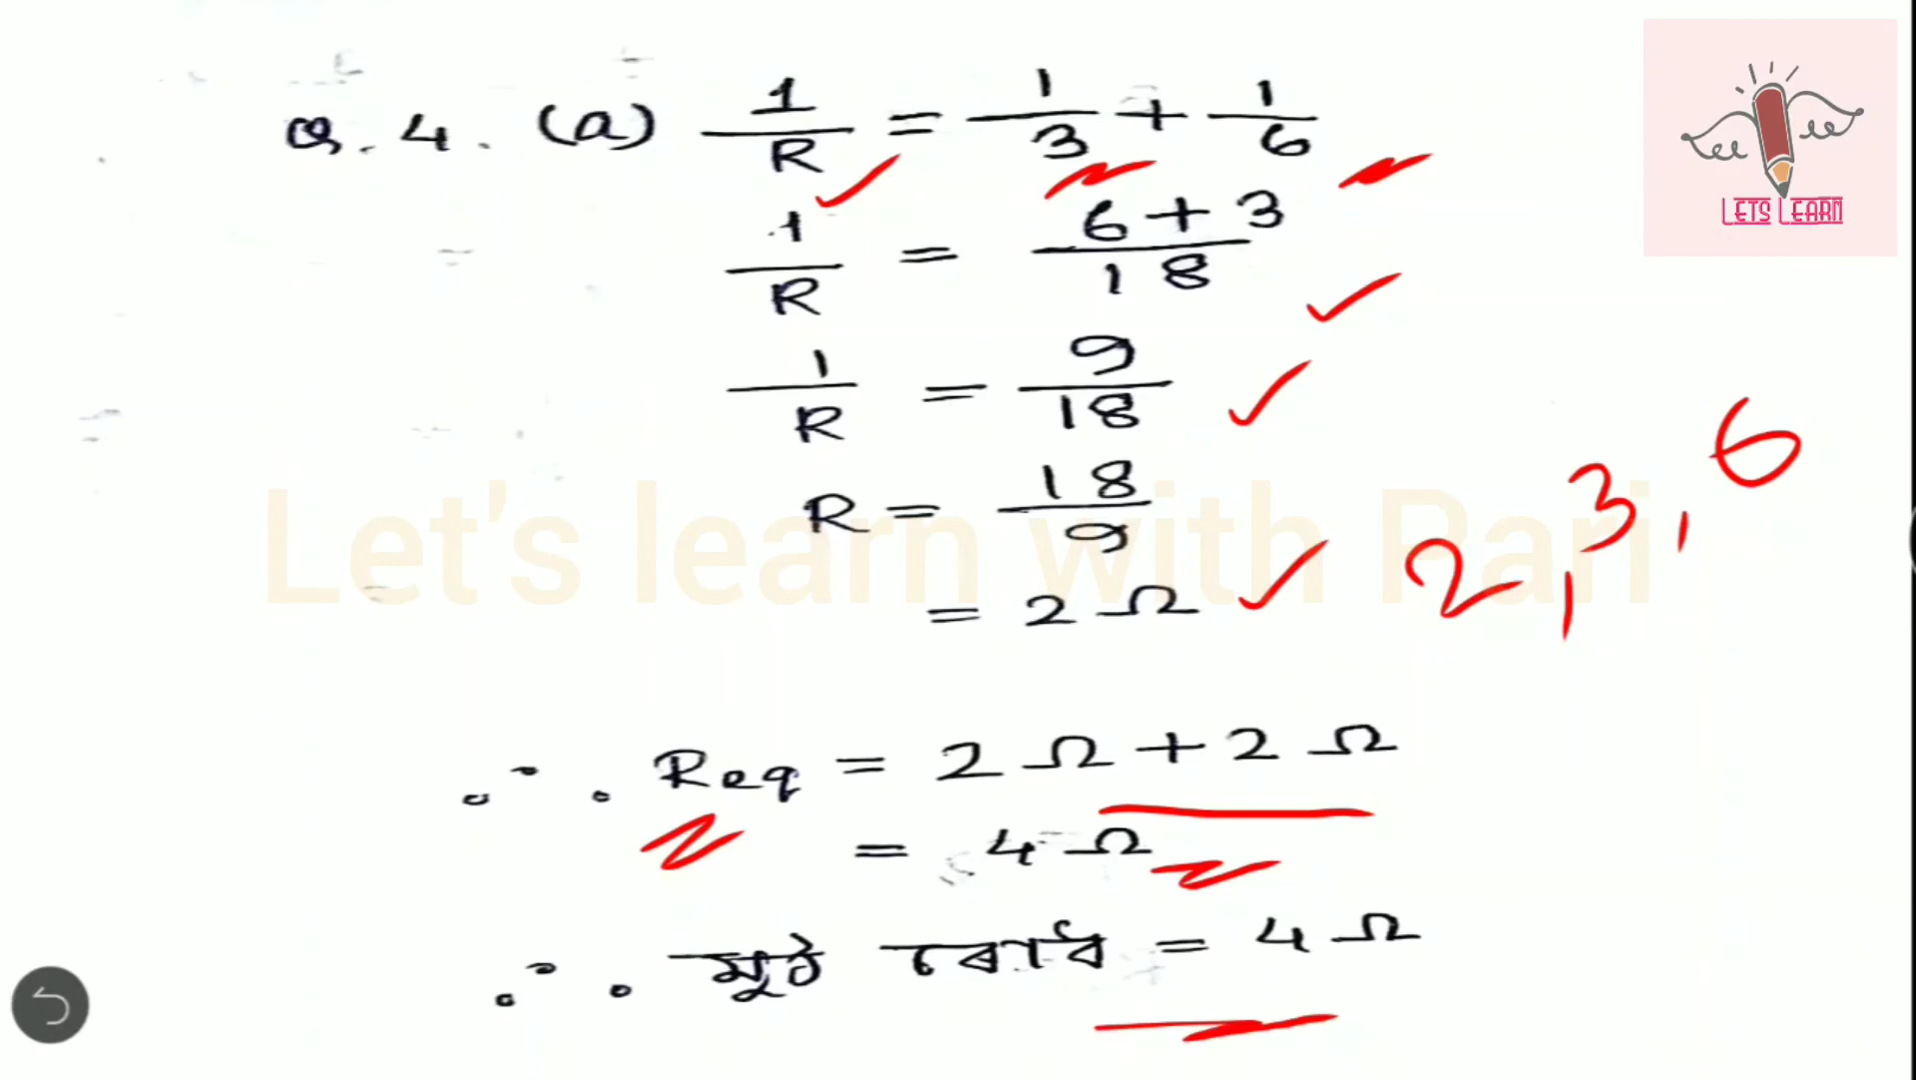 Q. 4. (a) 1/R = 1/3 + 1/6
1/R = 6+3/18
1/R = 9/18
R = 18/9
= 2 Ω
2, 3, 6
∴ Req = 2 Ω + 2 Ω
= 4 Ω
∴ মুঠ ৰোধ = 4 Ω
LETS LEARN
Let's learn with Pari